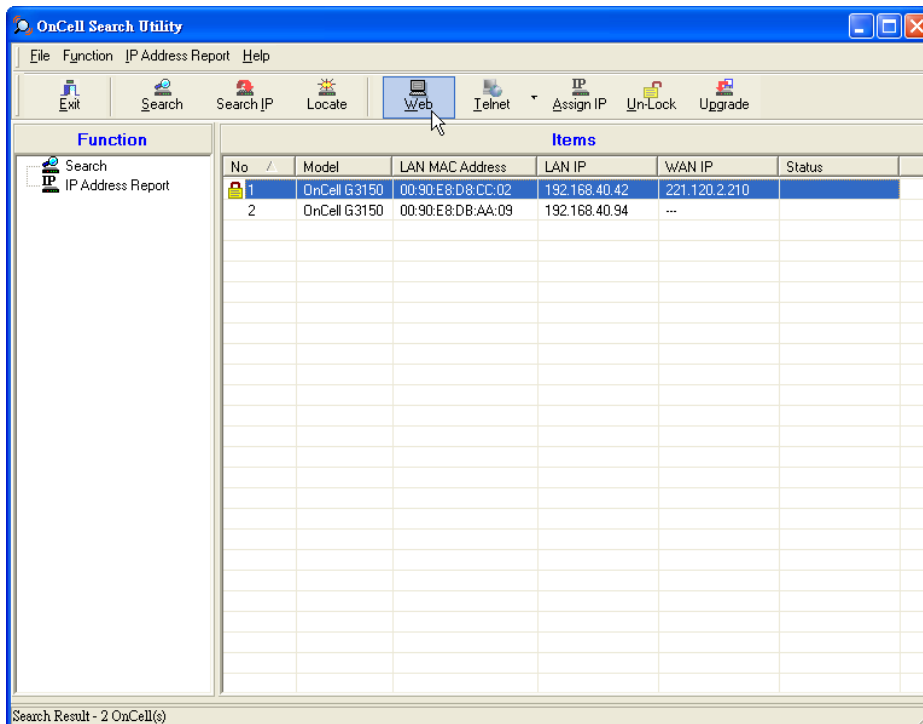 OnCell Search Utility
File Function IP Address Report Help
Exit Search Search IP Locate Web Telnet Assign IP Un-Lock Upgrade
Function
Items
Search
IP Address Report
No Model LAN MAC Address LAN IP WAN IP Status
1 OnCell G3150 00:90:E8:D8:CC:02 192.168.40.42 221.120.2.210
2 OnCell G3150 00:90:E8:DB:AA:09 192.168.40.94 ---
Search Result - 2 OnCell(s)